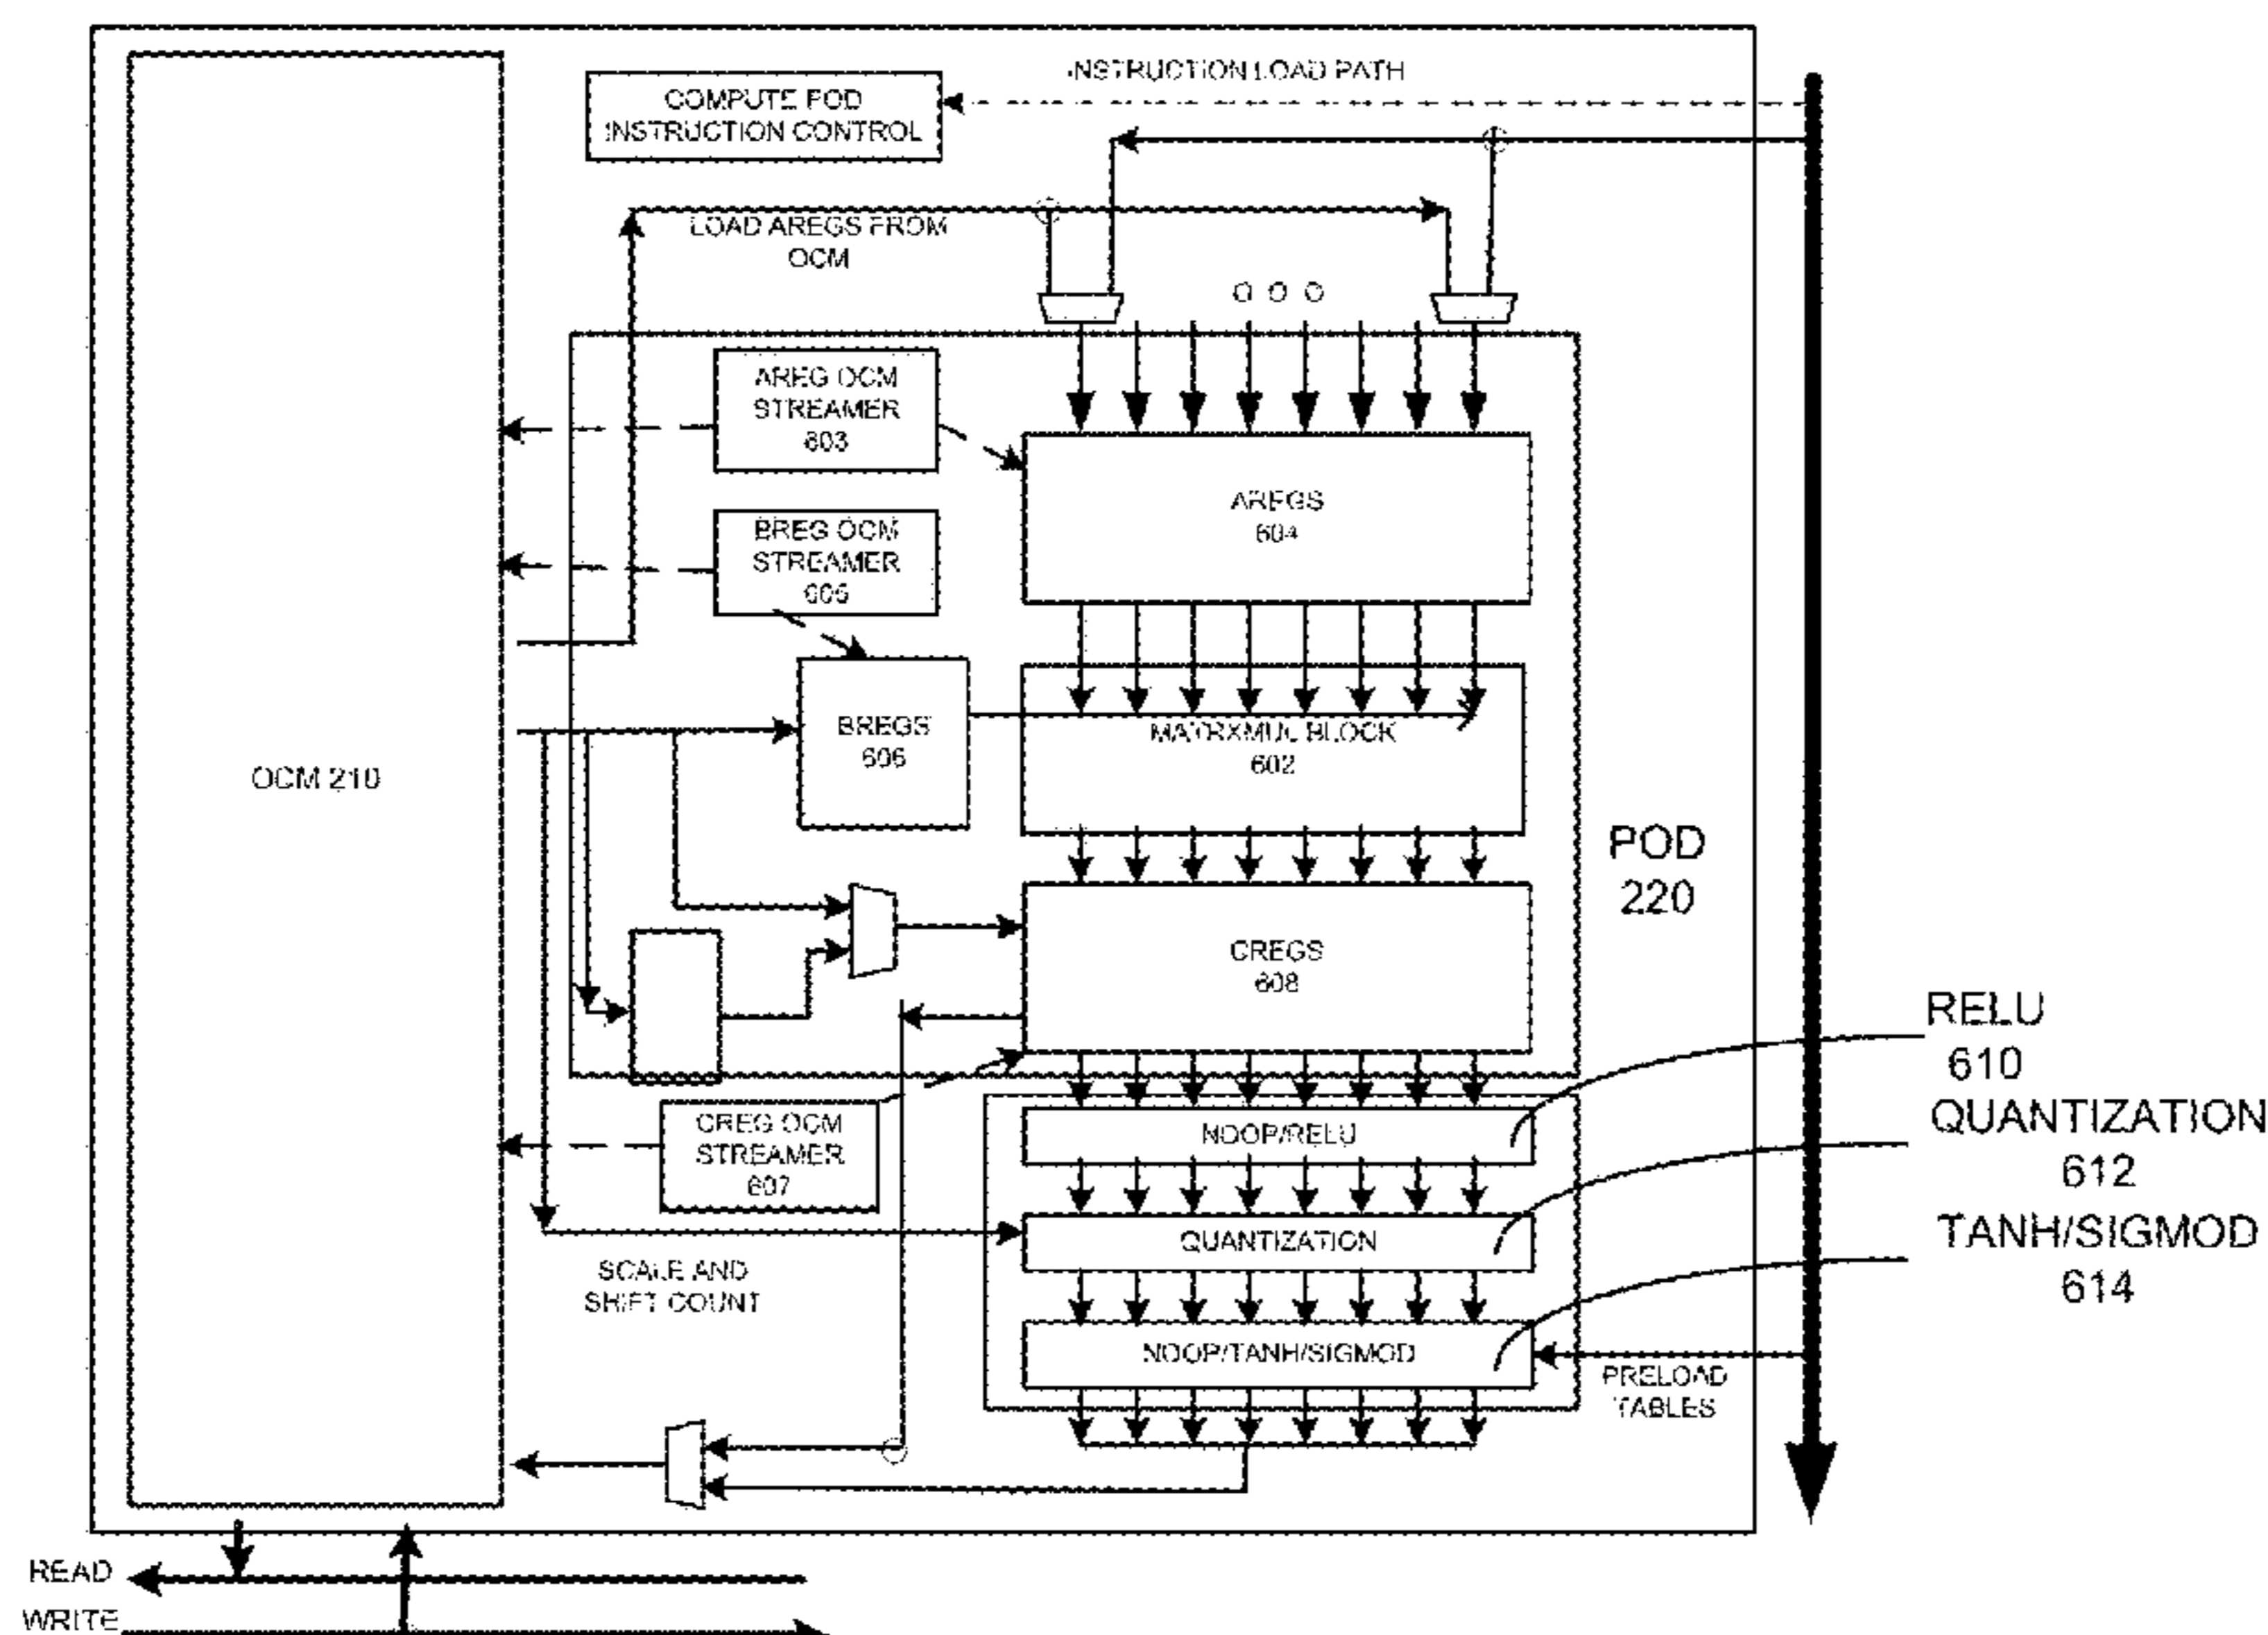 INSTRUCTION LOAD PATH
COMPUTE POD
INSTRUCTION CONTROL
LOAD AREGS FROM
OCM
AREG OCM
STREAMER
603
AREGS
604
BREG OCM
STREAMER
605
BREGS
606
MATRXMUL BLOCK
602
OCM 210
POD
220
CREGS
608
RELU
610
CREG OCM
STREAMER
607
NOOP/RELU
QUANTIZATION
612
QUANTIZATION
TANH/SIGMOD
614
SCALE AND
SHIFT COUNT
NOOP/TANH/SIGMOD
PRELOAD
TABLES
READ
WRITE